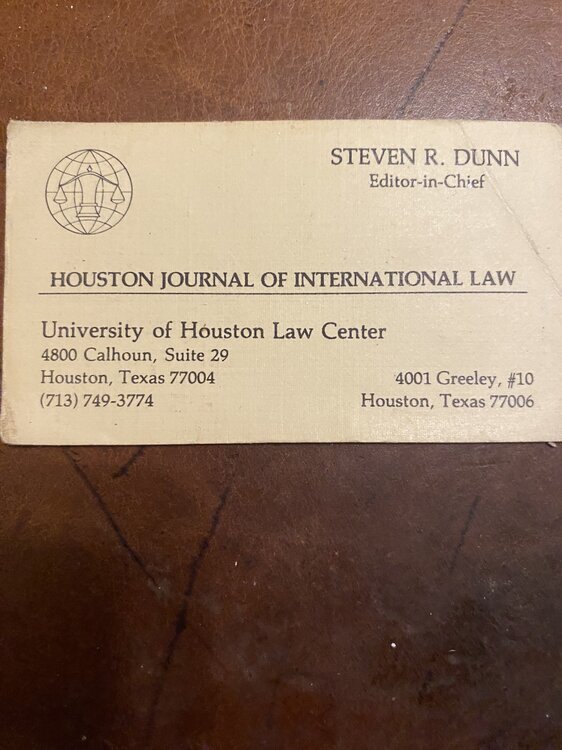 STEVEN R. DUNN
Editor-in-Chief
HOUSTON JOURNAL OF INTERNATIONAL LAW
University of Houston Law Center
4800 Calhoun, Suite 29
Houston, Texas 77004
(713) 749-3774
4001 Greeley, #10
Houston, Texas 77006